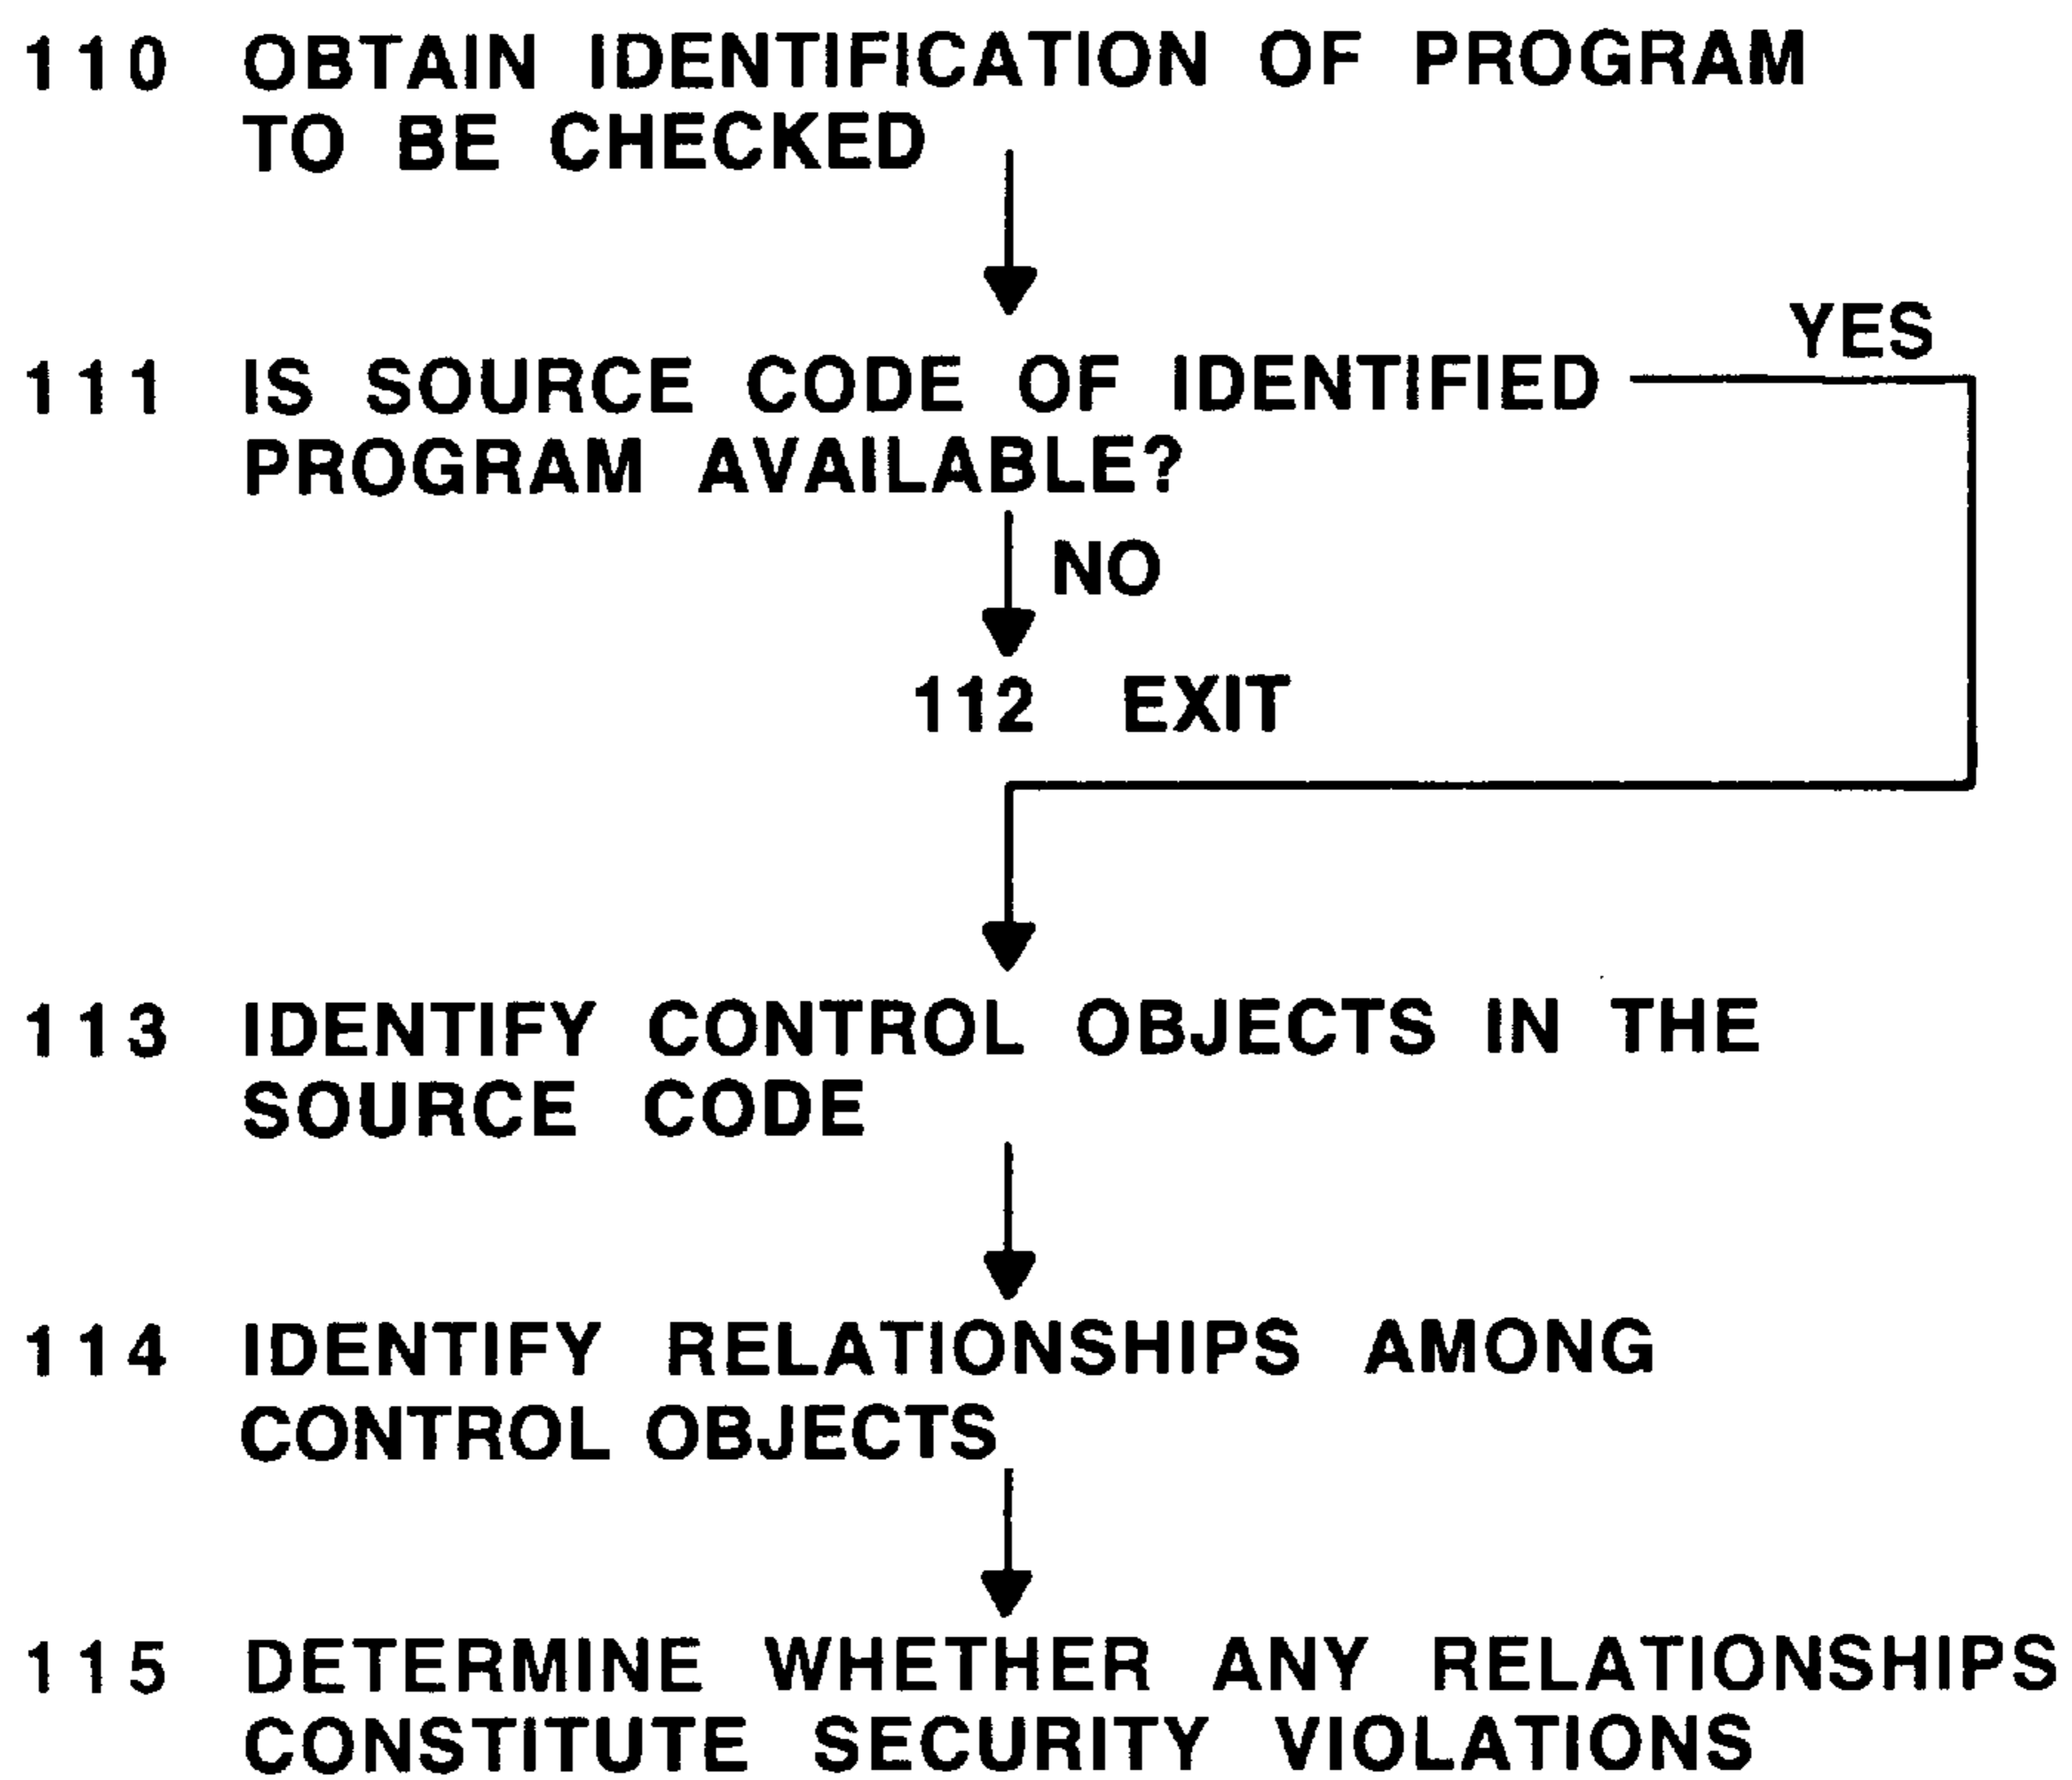 110 OBTAIN IDENTIFICATION OF PROGRAM
TO BE CHECKED
YES
111 IS SOURCE CODE OF IDENTIFIED
PROGRAM AVAILABLE?
NO
112 EXIT
113 IDENTIFY CONTROL OBJECTS IN THE
SOURCE CODE
114 IDENTIFY RELATIONSHIPS AMONG
CONTROL OBJECTS
115 DETERMINE WHETHER ANY RELATIONSHIPS
CONSTITUTE SECURITY VIOLATIONS